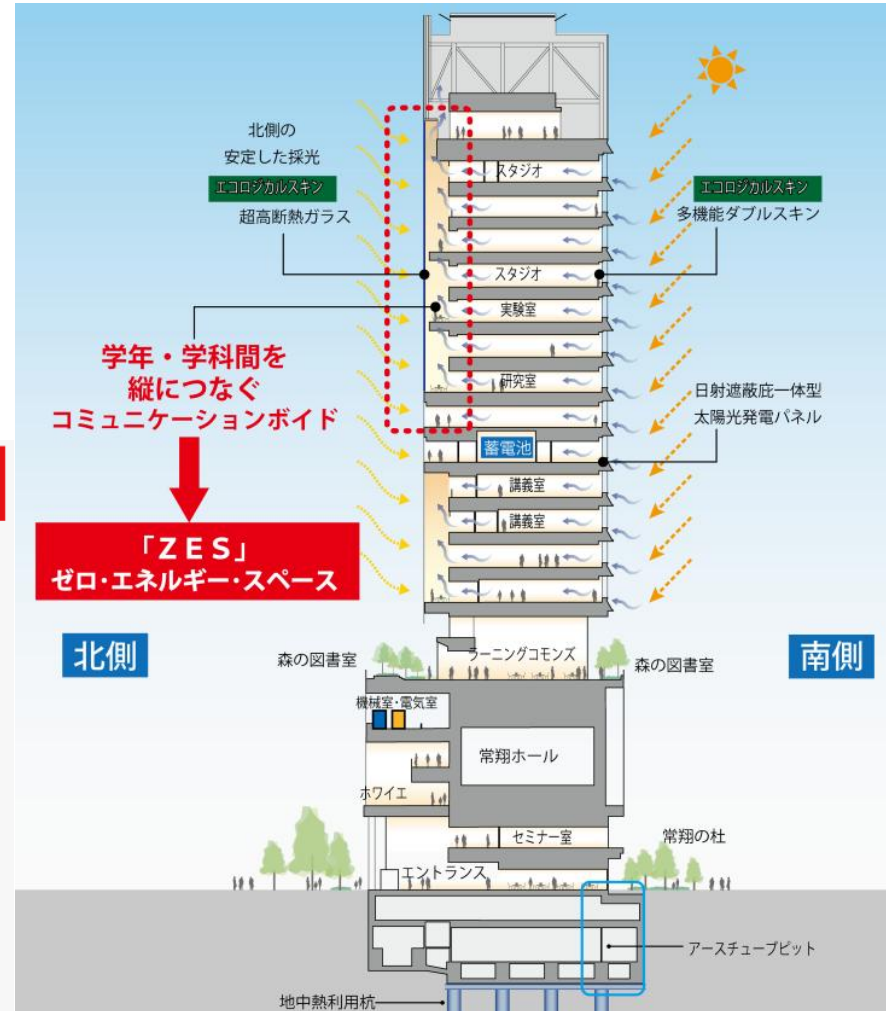 北側の
安定した採光
エコロジカルスキン
超高断熱ガラス
学年・学科間を
縦につなぐ
コミュニケーションボイド
「ZES」
ゼロ・エネルギー・スペース
スタジオ
スタジオ
実験室
研究室
蓄電池
講義室
講義室
エコロジカルスキン
多機能ダブルスキン
日射遮蔽庇一体型
太陽光発電パネル
北側
南側
森の図書室
ラーニングコモンズ
森の図書室
機械室・電気室
常翔ホール
ホワイエ
セミナー室
常翔の杜
エントランス
アースチューブピット
地中熱利用杭